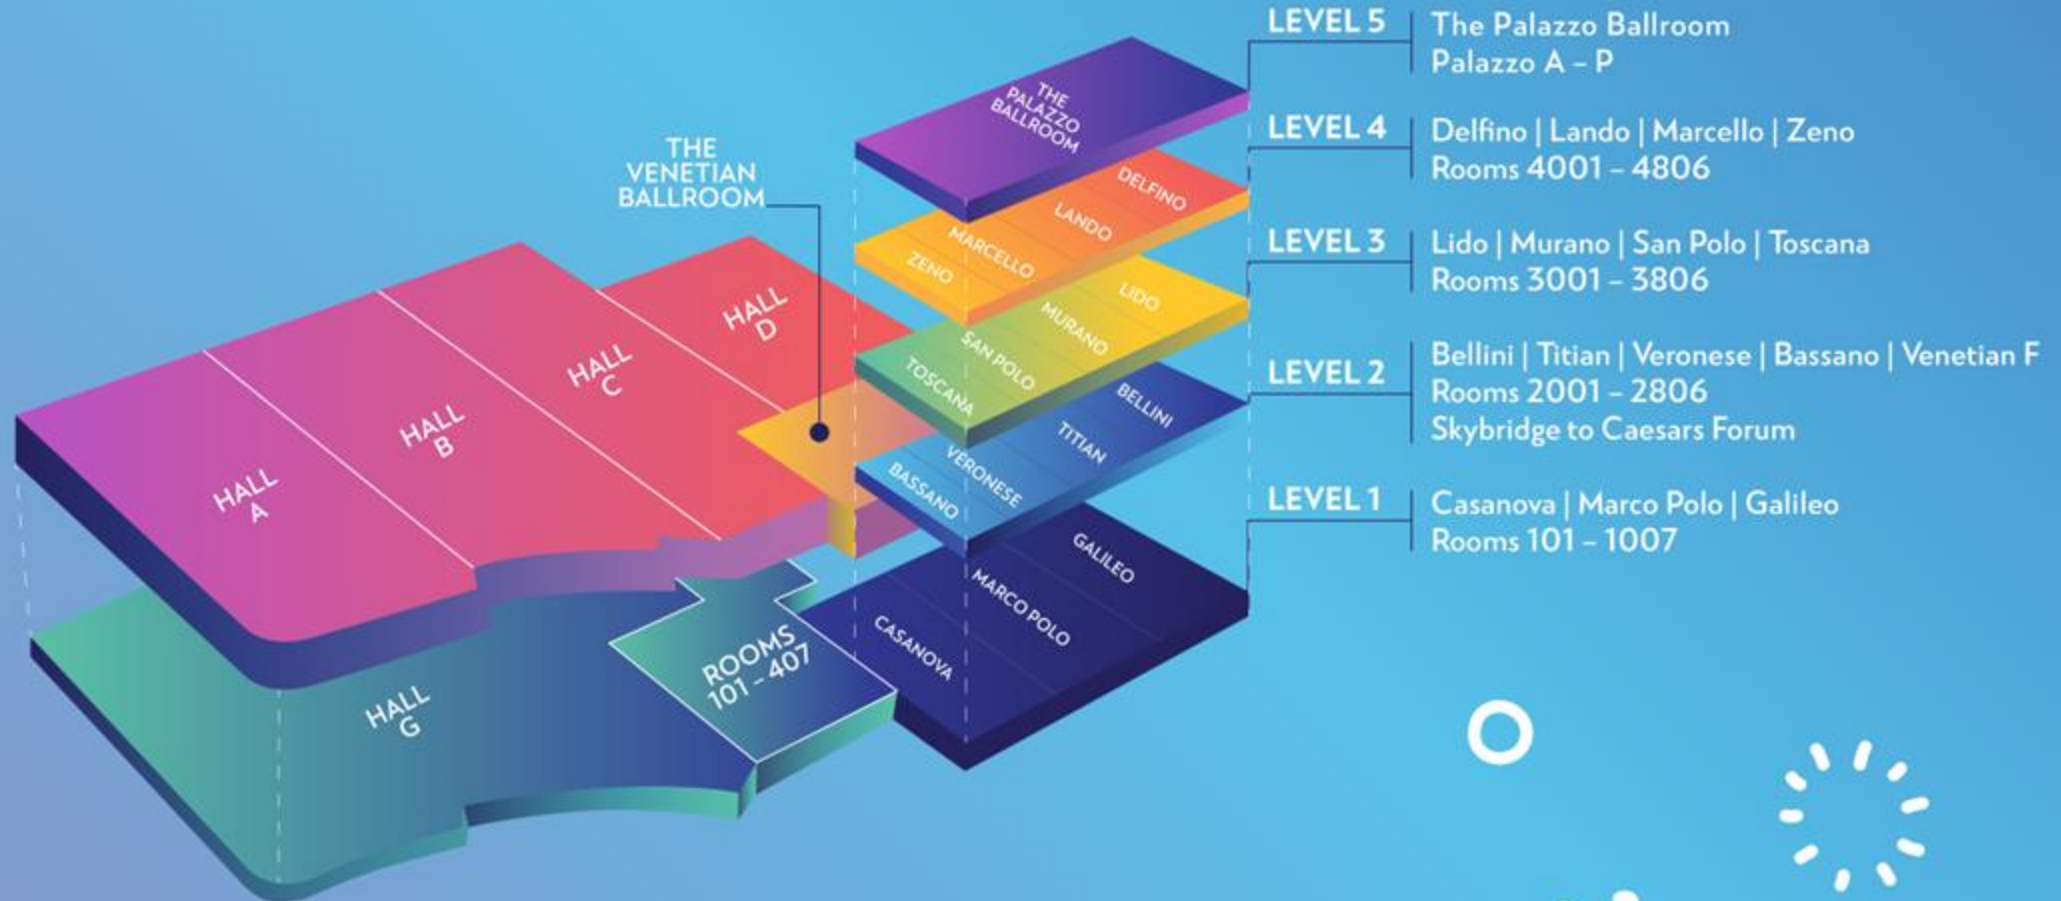 LEVEL 5
The Palazzo Ballroom
Palazzo A – P
LEVEL 4
Delfino | Lando | Marcello | Zeno
Rooms 4001 – 4806
LEVEL 3
Lido | Murano | San Polo | Toscana
Rooms 3001 – 3806
LEVEL 2
Bellini | Titian | Veronese | Bassano | Venetian F
Rooms 2001 – 2806
Skybridge to Caesars Forum
LEVEL 1
Casanova | Marco Polo | Galileo
Rooms 101 – 1007
THE
VENETIAN
BALLROOM
THE
PALAZZO
BALLROOM
DELFINO
LANDO
MARCELLO
ZENO
LIDO
MURANO
SAN POLO
TOSCANA
BELLINI
TITIAN
VERONESE
BASSANO
GALILEO
MARCO POLO
CASANOVA
HALL
A
HALL
B
HALL
C
HALL
D
HALL
G
ROOMS
101 – 407